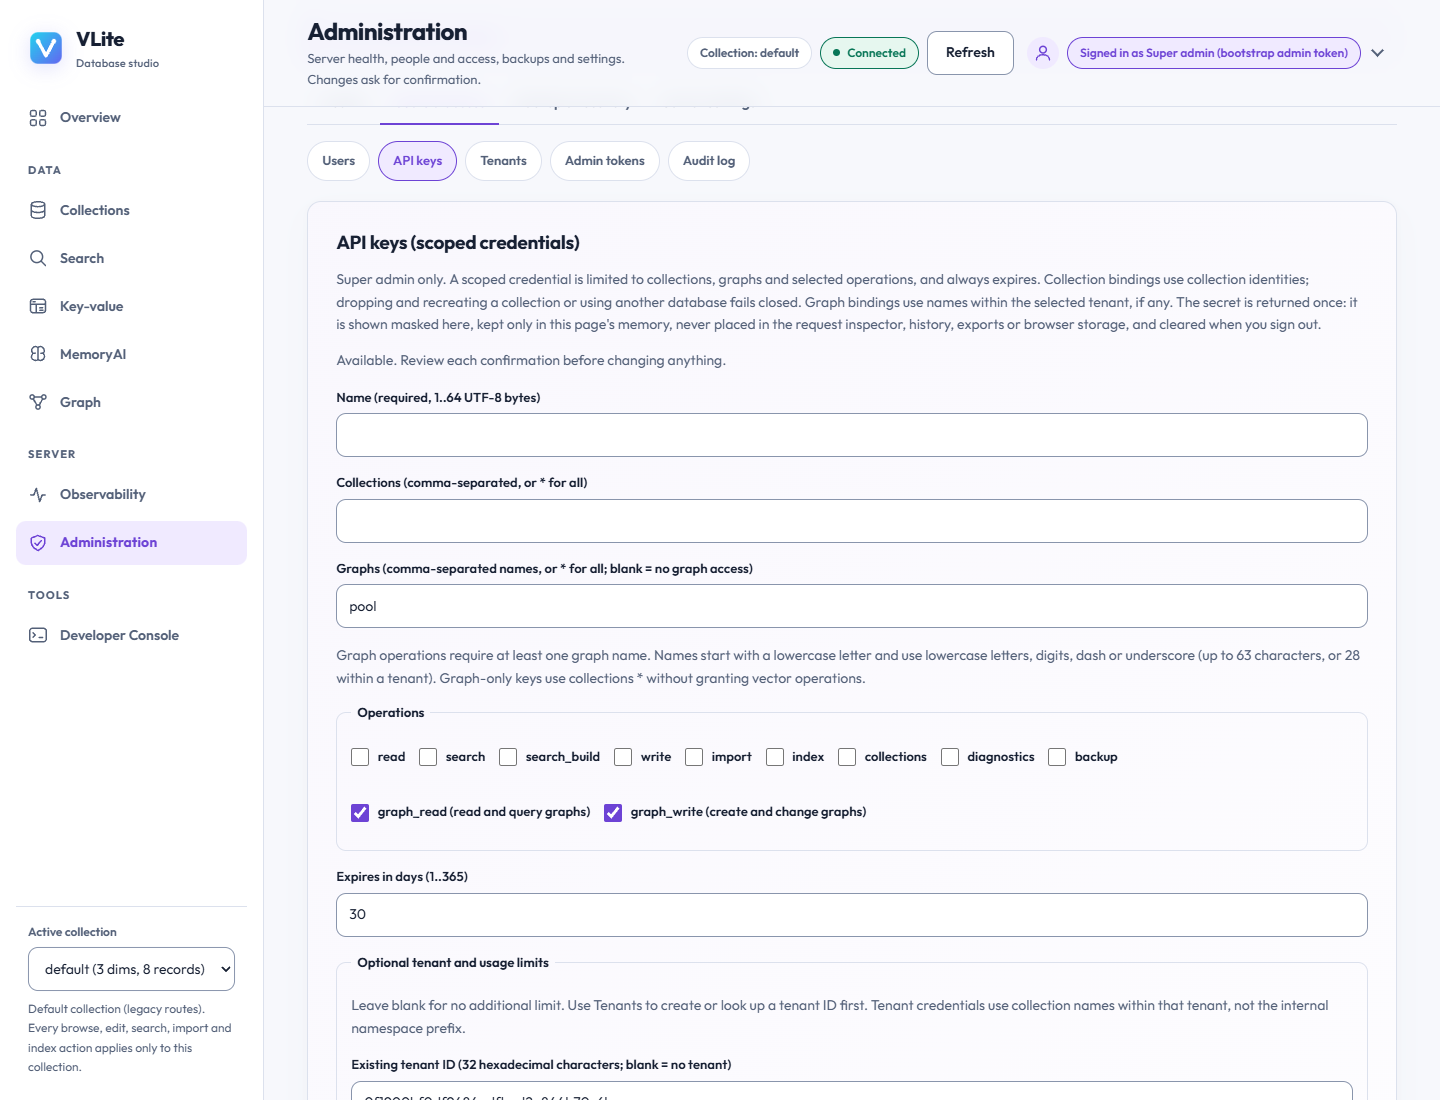 VLite
Database studio
Overview
DATA
Collections
Search
Key-value
MemoryAI
Graph
SERVER
Observability
Administration
TOOLS
Developer Console
Active collection
default (3 dims, 8 records)
Default collection (legacy routes).
Every browse, edit, search, import and
index action applies only to this
collection.
Administration
Server health, people and access, backups and settings.
Changes ask for confirmation.
Collection: default
Connected
Refresh
Signed in as Super admin (bootstrap admin token)
Users
API keys
Tenants
Admin tokens
Audit log
API keys (scoped credentials)
Super admin only. A scoped credential is limited to collections, graphs and selected operations, and always expires. Collection bindings use collection identities;
dropping and recreating a collection or using another database fails closed. Graph bindings use names within the selected tenant, if any. The secret is returned once: it
is shown masked here, kept only in this page's memory, never placed in the request inspector, history, exports or browser storage, and cleared when you sign out.
Available. Review each confirmation before changing anything.
Name (required, 1..64 UTF-8 bytes)
Collections (comma-separated, or * for all)
Graphs (comma-separated names, or * for all; blank = no graph access)
pool
Graph operations require at least one graph name. Names start with a lowercase letter and use lowercase letters, digits, dash or underscore (up to 63 characters, or 28
within a tenant). Graph-only keys use collections * without granting vector operations.
Operations
read
search
search_build
write
import
index
collections
diagnostics
backup
graph_read (read and query graphs)
graph_write (create and change graphs)
Expires in days (1..365)
30
Optional tenant and usage limits
Leave blank for no additional limit. Use Tenants to create or look up a tenant ID first. Tenant credentials use collection names within that tenant, not the internal
namespace prefix.
Existing tenant ID (32 hexadecimal characters; blank = no tenant)